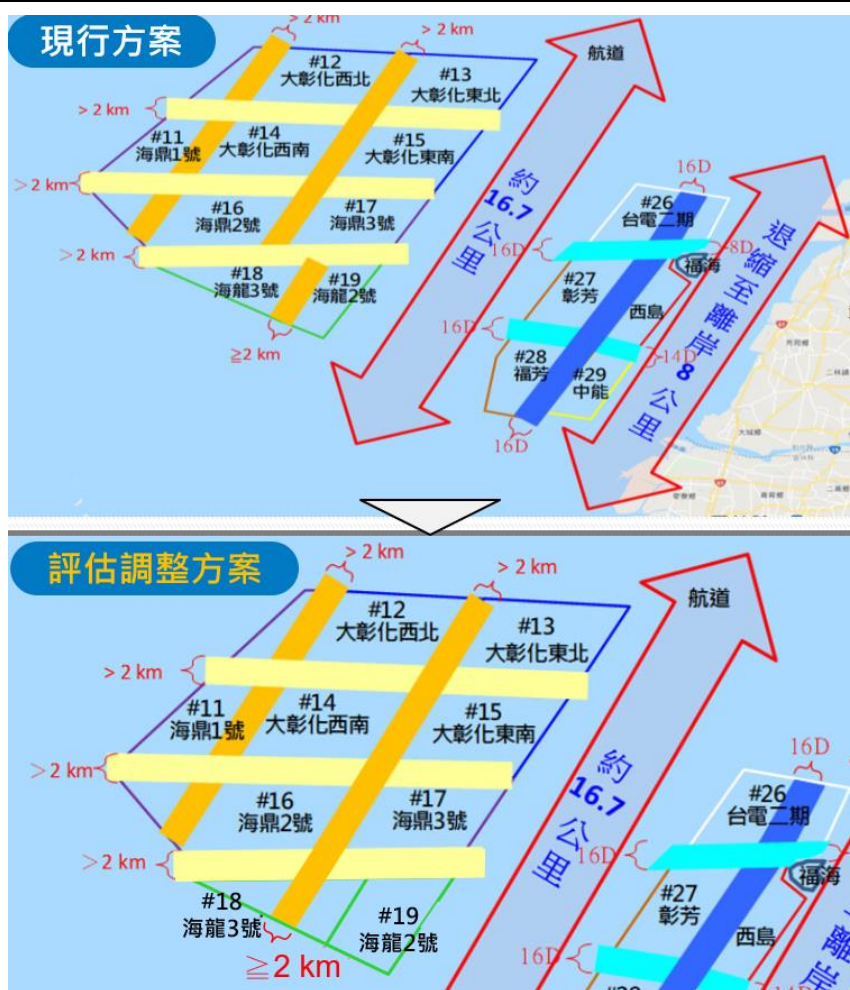 現行方案
> 2 km
> 2 km
#12
大彰化西北
#13
大彰化東北
航道
> 2 km
#11
海鼎1號
#14
大彰化西南
#15
大彰化東南
約
16.7
公
里
16D
#26
台電二期
>2 km
#16
海鼎2號
#17
海鼎3號
16D
8D
福海
退
縮
至
離
岸
8
公
里
>2 km
#18
海龍3號
#19
海龍2號
#27
彰芳
西島
≧2 km
16D
#28
福芳
#29
中能
14D
16D
二林鎮
大城鄉
評估調整方案
> 2 km
> 2 km
#12
大彰化西北
#13
大彰化東北
航道
> 2 km
#11
海鼎1號
#14
大彰化西南
#15
大彰化東南
約
16.7
公
里
16D
#26
台電二期
>2 km
#16
海鼎2號
#17
海鼎3號
16D
福海
>2 km
#18
海龍3號
#19
海龍2號
#27
彰芳
西島
離
岸
≧2 km
16D
14D
#28